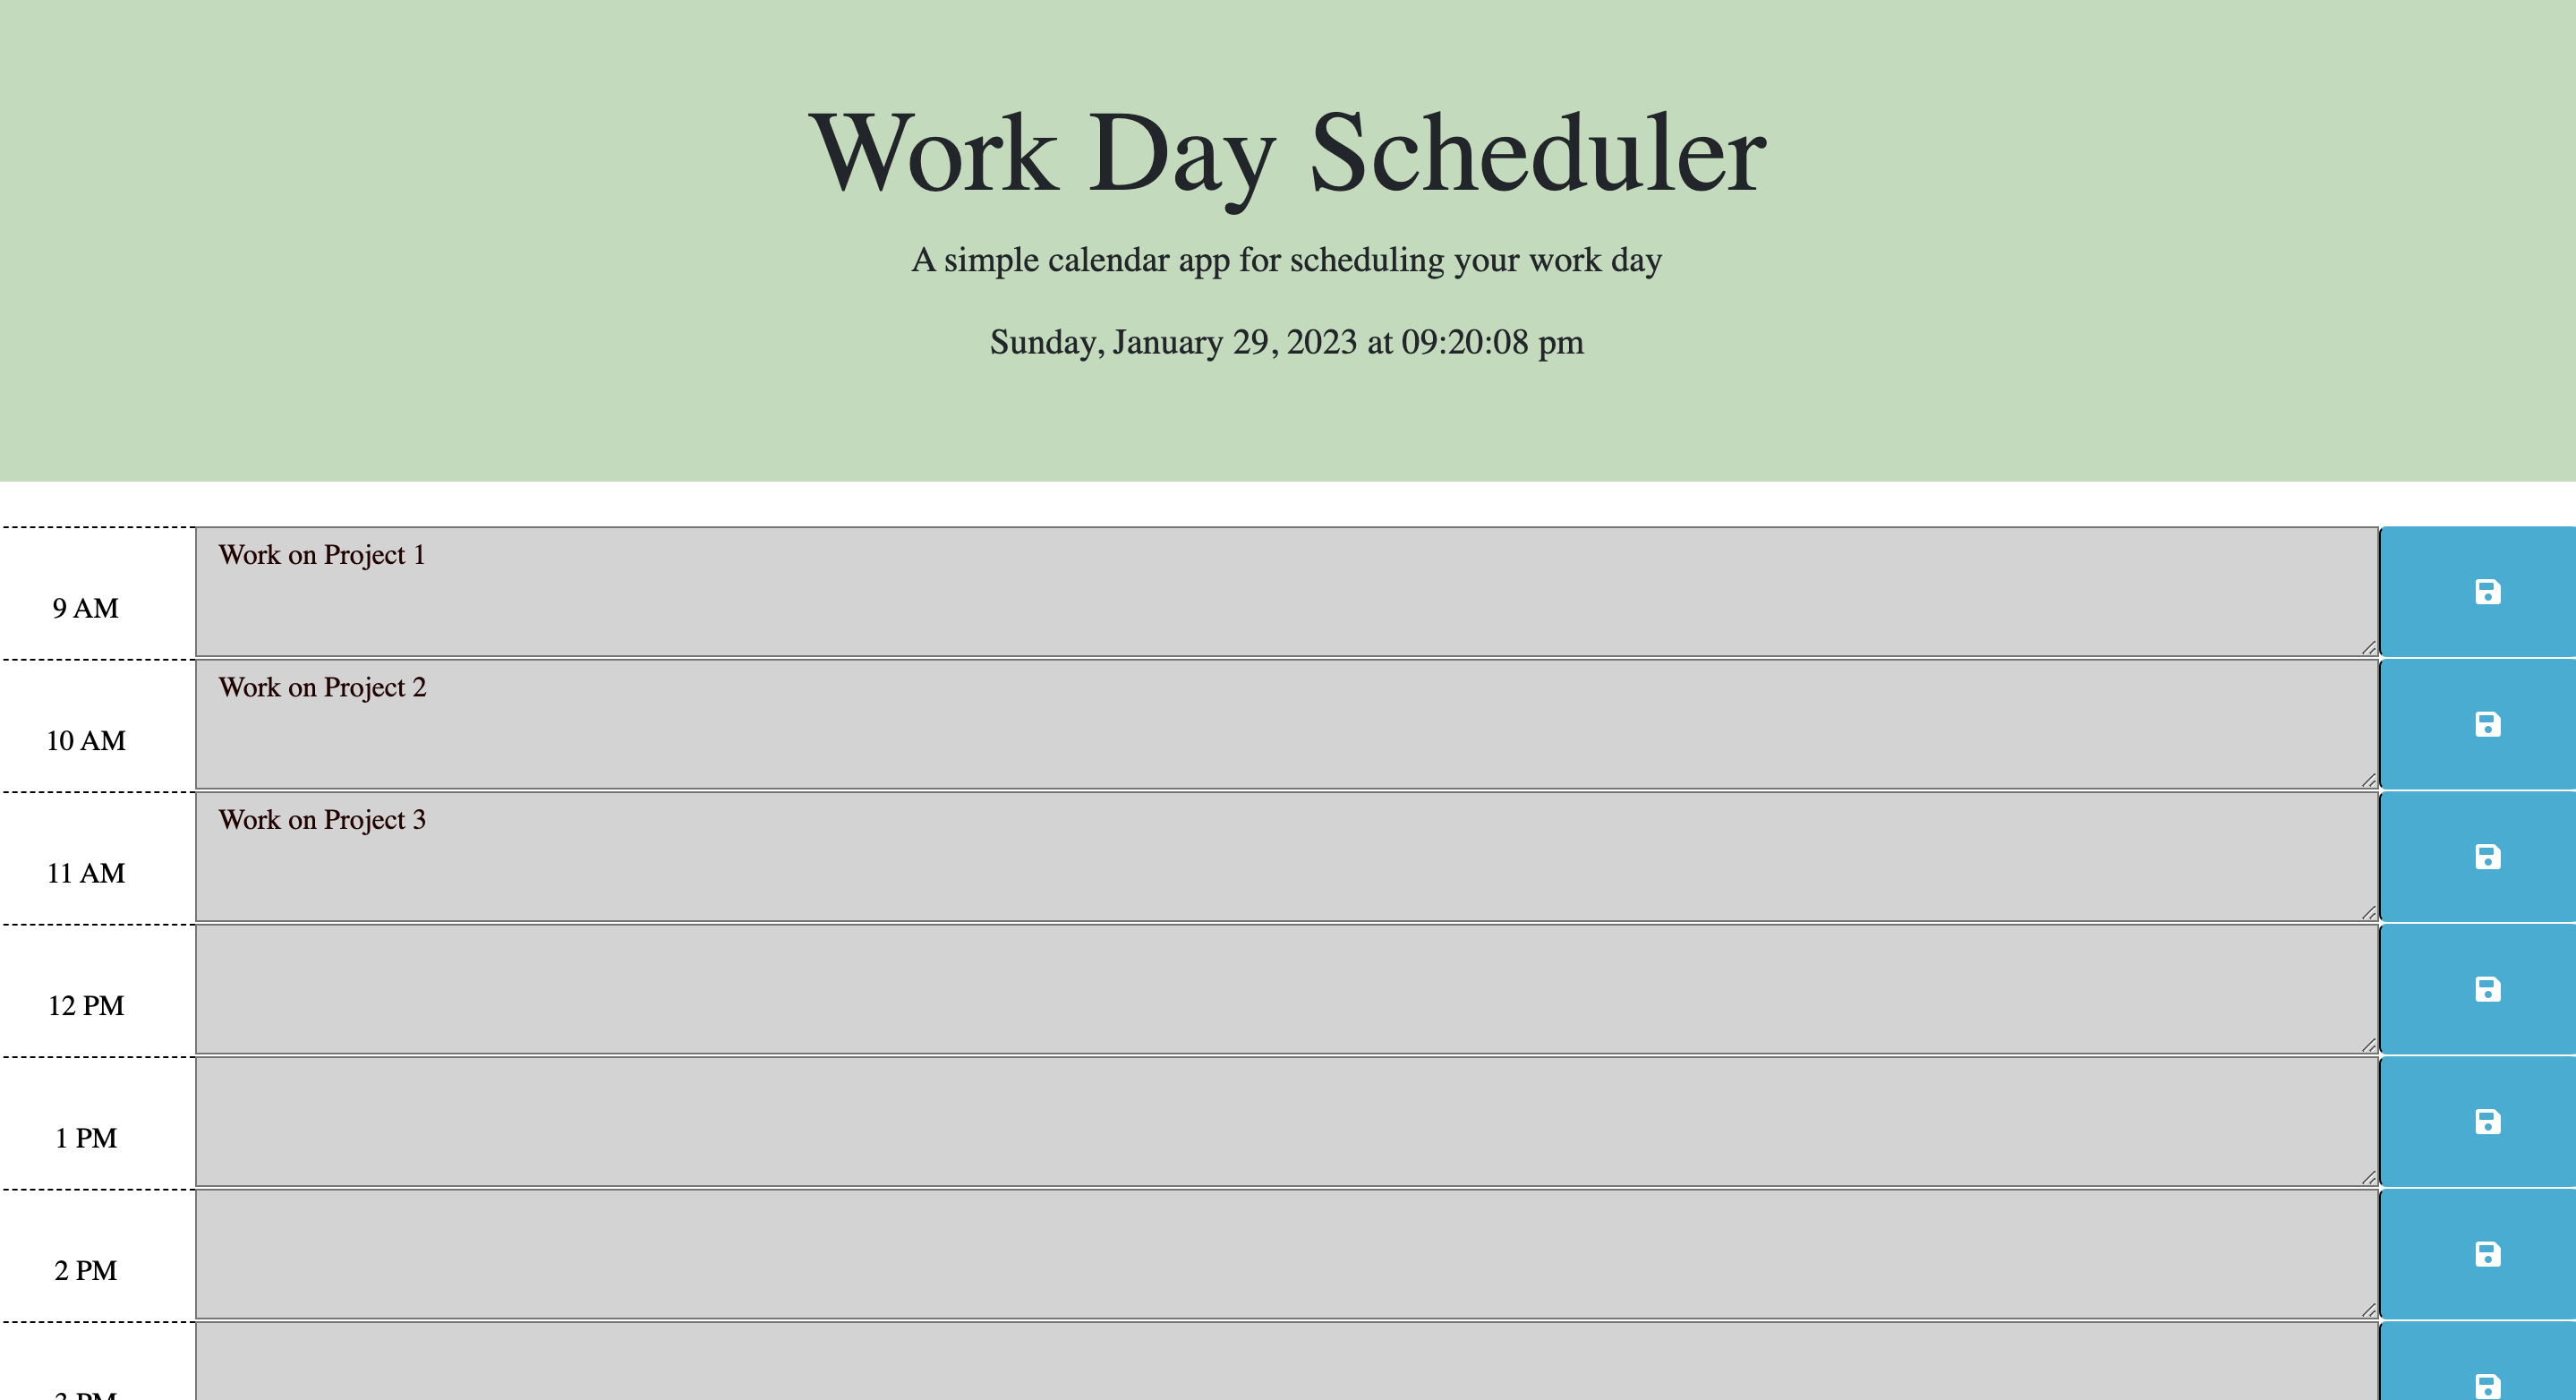 Work Day Scheduler
A simple calendar app for scheduling your work day
Sunday, January 29, 2023 at 09:20:08 pm
9 AM
Work on Project 1
10 AM
Work on Project 2
11 AM
Work on Project 3
12 PM
1 PM
2 PM
3 PM